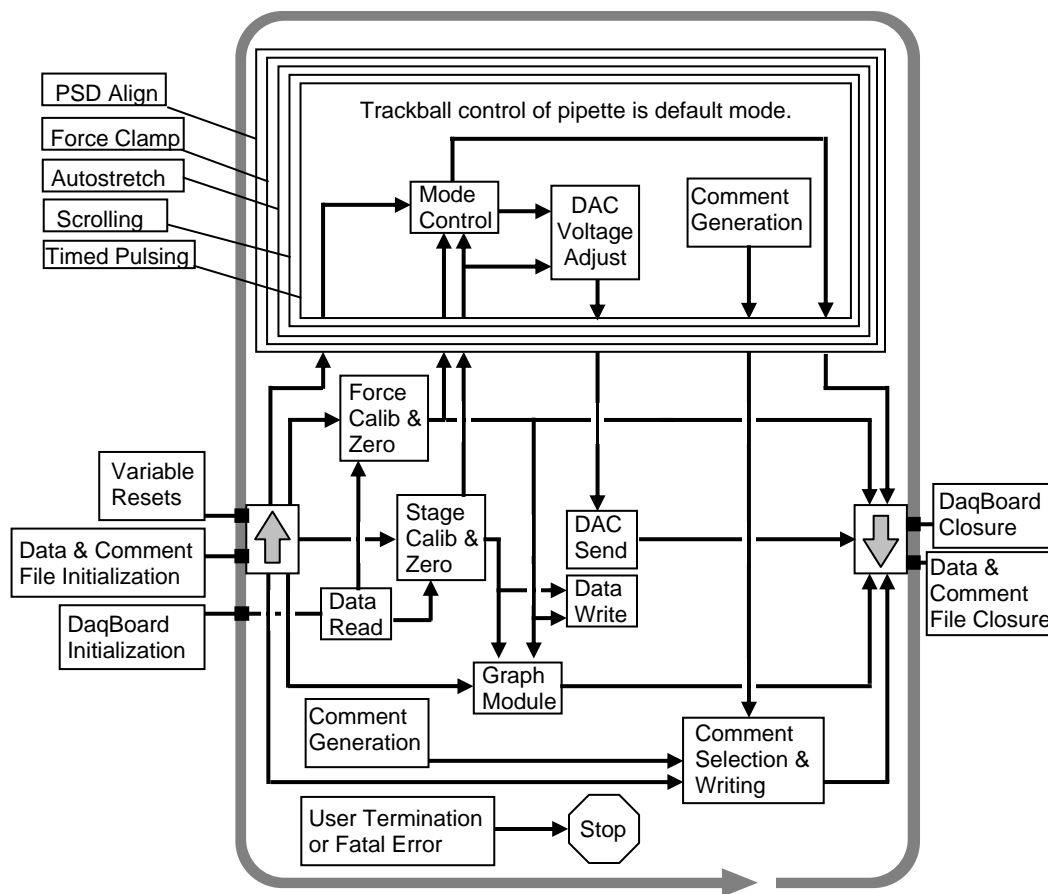 PSD Align
Force Clamp
Autostretch
Scrolling
Timed Pulsing
Trackball control of pipette is default mode.
Mode
Control
DAC
Voltage
Adjust
Comment
Generation
Force
Calib &
Zero
Variable
Resets
Data & Comment
File Initialization
DaqBoard
Initialization
Stage
Calib &
Zero
Data
Read
DAC
Send
Data
Write
Graph
Module
DaqBoard
Closure
Data &
Comment
File Closure
Comment
Generation
Comment
Selection &
Writing
User Termination
or Fatal Error
Stop